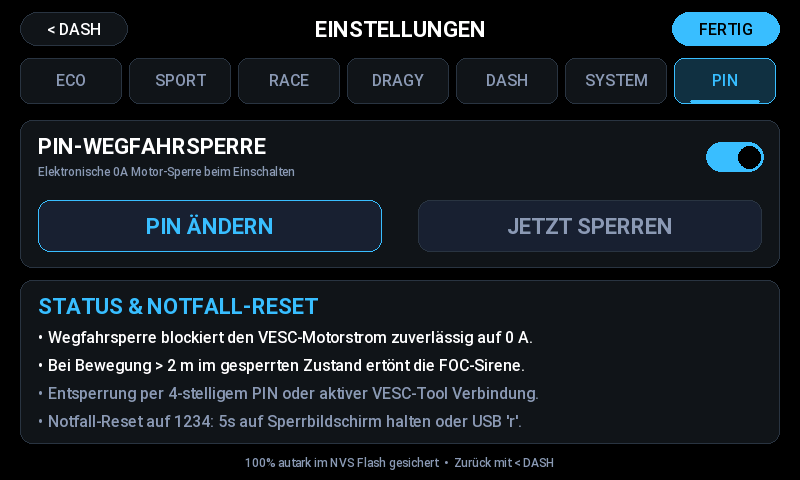 < DASH
EINSTELLUNGEN
FERTIG
ECO
SPORT
RACE
DRAGY
DASH
SYSTEM
PIN
PIN-WEGFAHRSPERRE
Elektronische 0A Motor-Sperre beim Einschalten
PIN ÄNDERN
JETZT SPERREN
STATUS & NOTFALL-RESET
• Wegfahrsperre blockiert den VESC-Motorstrom zuverlässig auf 0 A.
• Bei Bewegung > 2 m im gesperrten Zustand ertönt die FOC-Sirene.
• Entsperrung per 4-stelligem PIN oder aktiver VESC-Tool Verbindung.
• Notfall-Reset auf 1234: 5s auf Sperrbildschirm halten oder USB 'r'.
100% autark im NVS Flash gesichert • Zurück mit < DASH